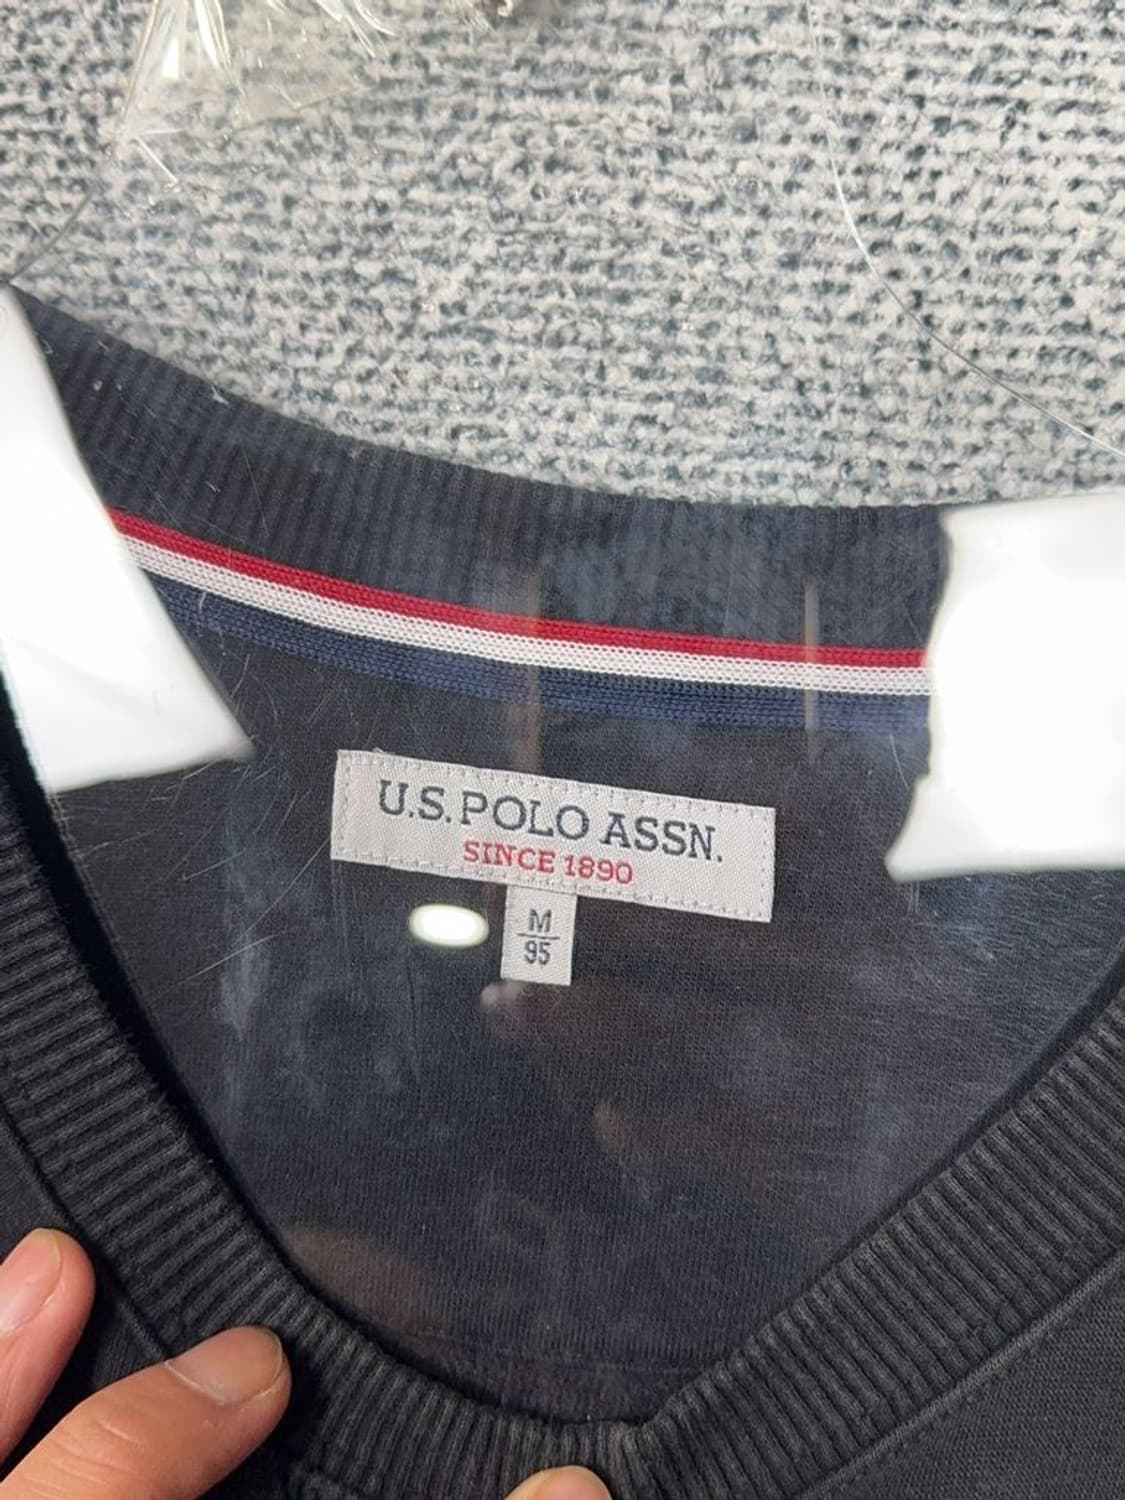 U.S. POLO ASSN.
SINCE 1890
M
95